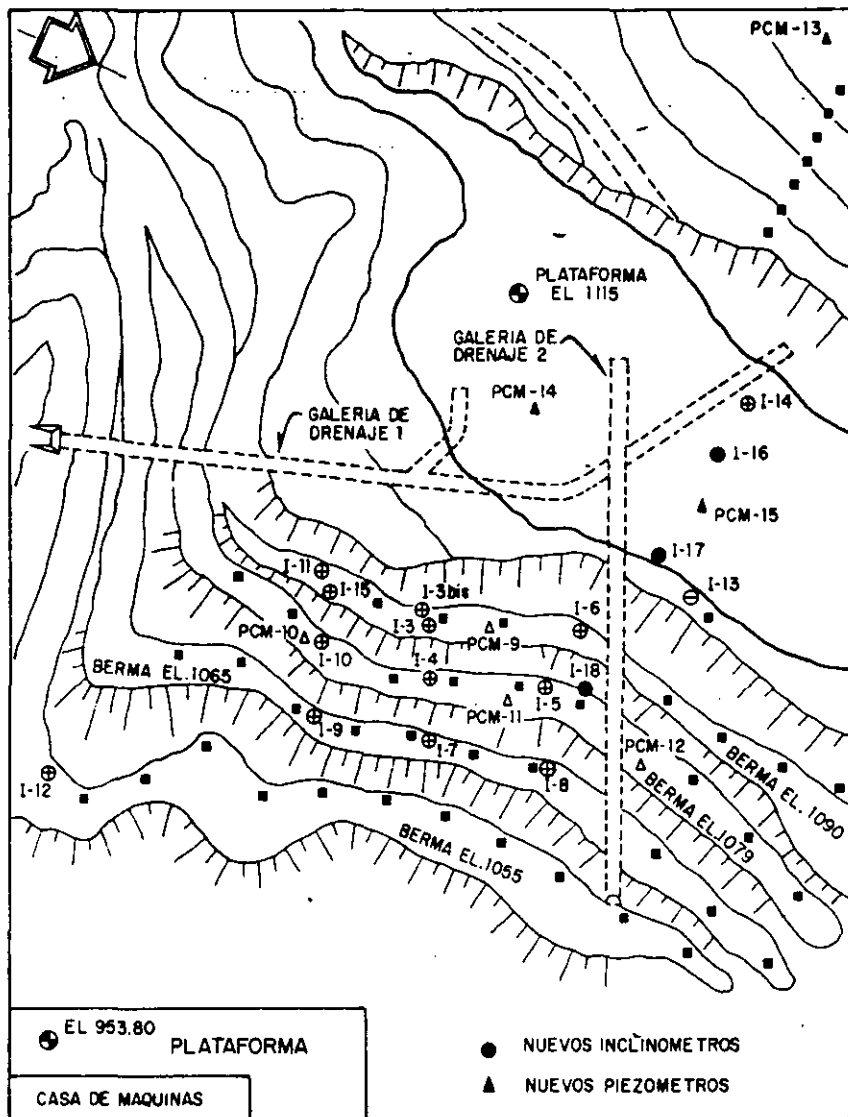 PCM-13
PLATAFORMA
EL 1115
GALERIA DE
DRENAJE 2
PCM-14
I-14
GALERIA DE
DRENAJE 1
I-16
PCM-15
I-17
I-11
I-13
I-15
I-3bis
I-6
I-3
PCM-10
PCM-9
I-10
I-4
I-18
BERMA EL.1065
I-5
PCM-11
I-9
I-7
PCM-12
I-8
I-12
BERMA EL. 1090
BERMA EL.1079
BERMA EL.1055
EL 953.80
PLATAFORMA
NUEVOS INCLINOMETROS
NUEVOS PIEZOMETROS
CASA DE MAQUINAS